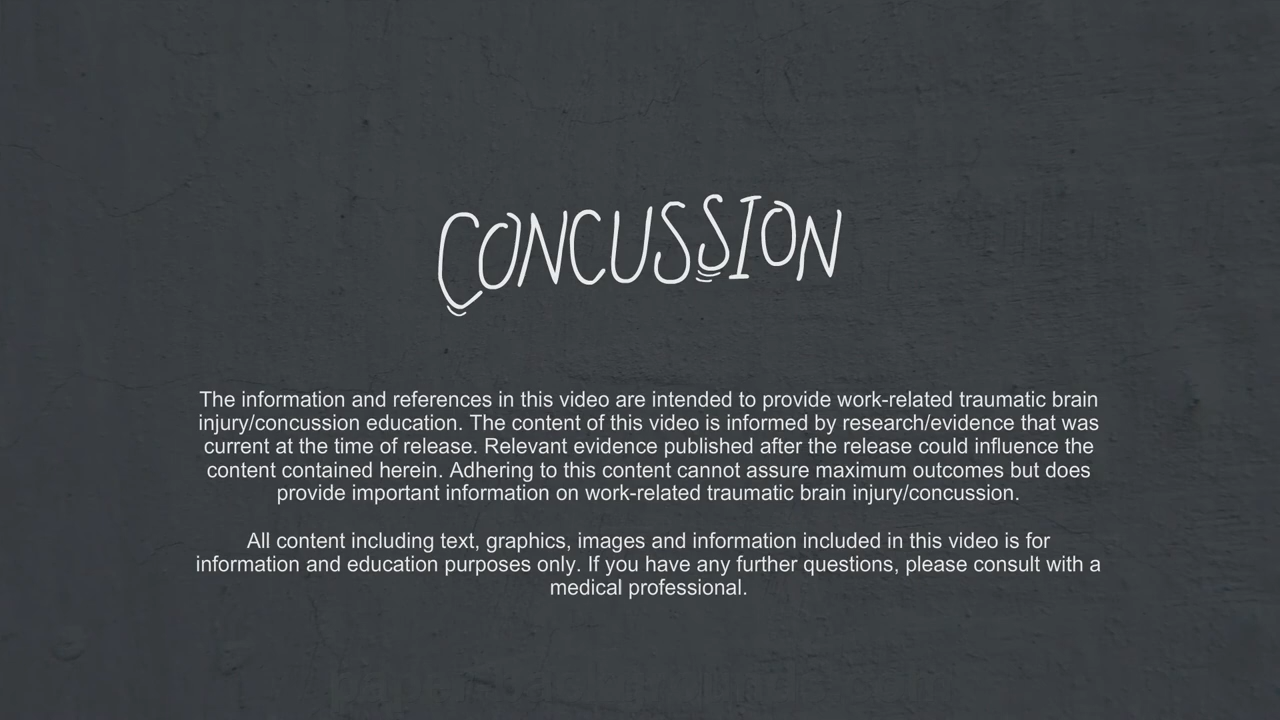 CONCUSSION
The information and references in this video are intended to provide work-related traumatic brain
injury/concussion education. The content of this video is informed by research/evidence that was
current at the time of release. Relevant evidence published after the release could influence the
content contained herein. Adhering to this content cannot assure maximum outcomes but does
provide important information on work-related traumatic brain injury/concussion.
All content including text, graphics, images and information included in this video is for
information and education purposes only. If you have any further questions, please consult with a
medical professional.